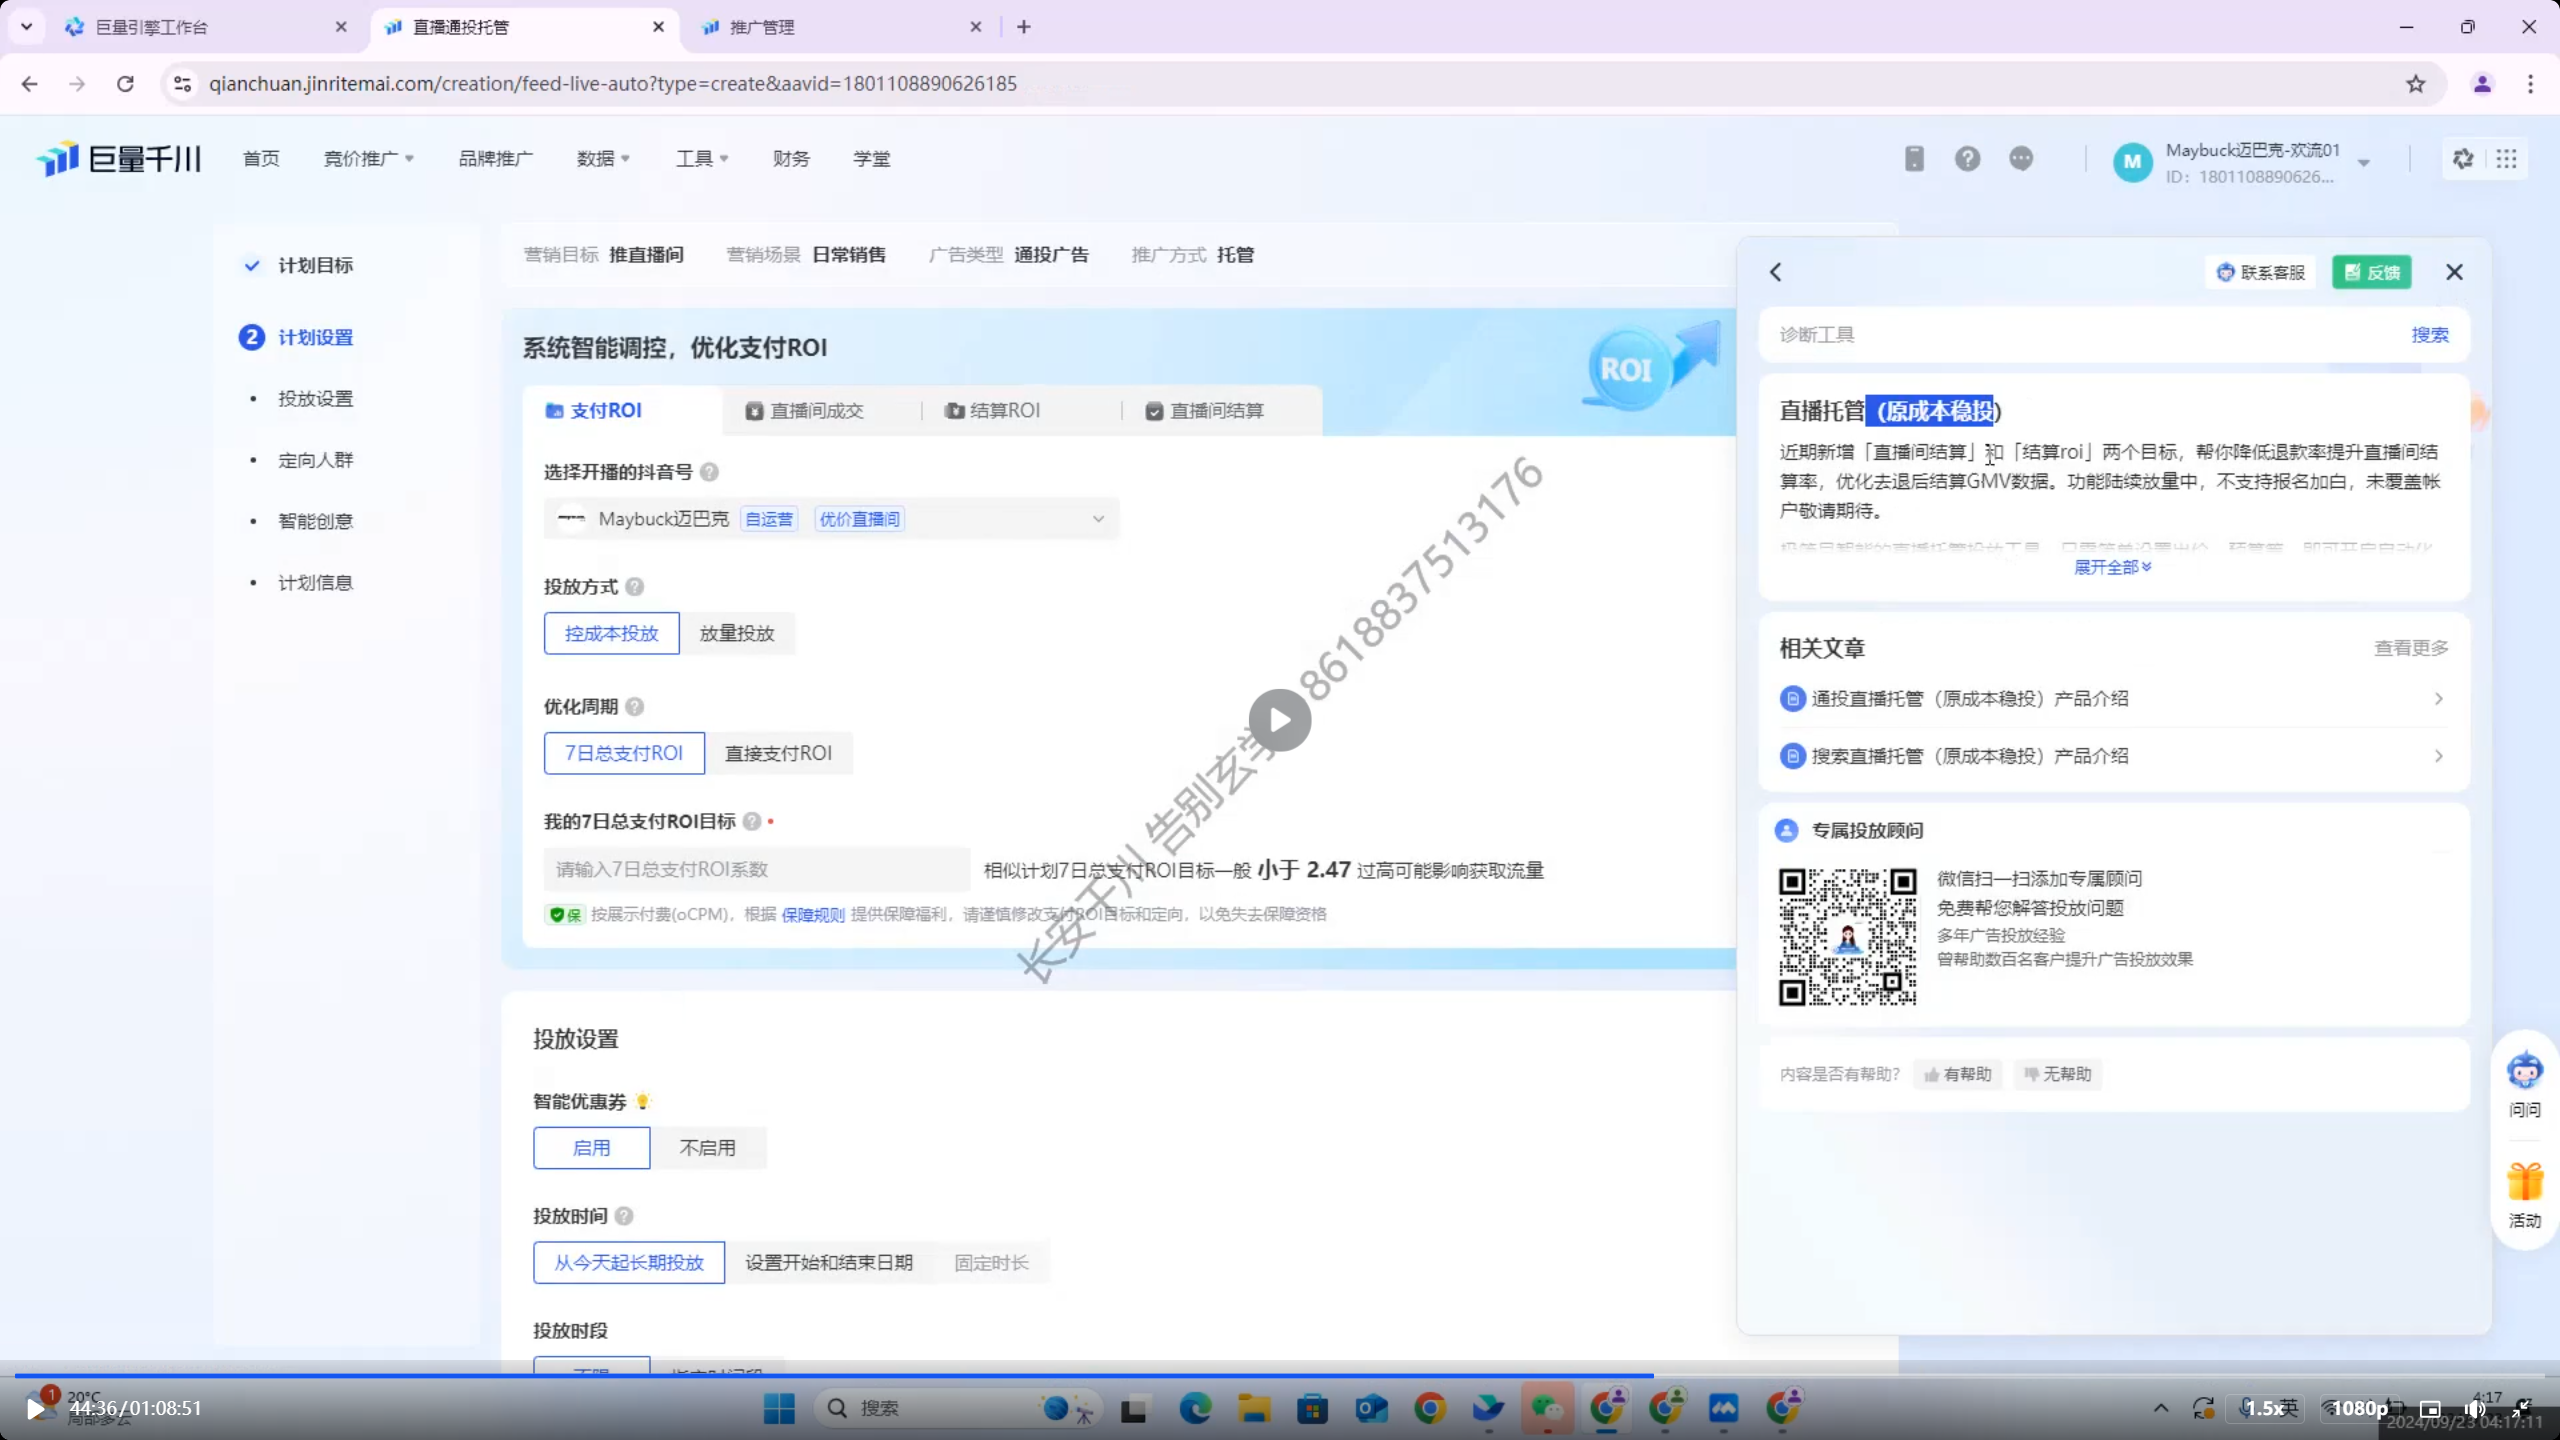 巨量引擎工作台
直播通投托管
推广管理
qianchuan.jinritemai.com/creation/feed-live-auto?type=create&aavid=1801108890626185
巨量千川
首页
竞价推广
品牌推广
数据
工具
财务
学堂
M
Maybuck迈巴克-欢流01
ID: 1801108890626...
计划目标
2 计划设置
投放设置
定向人群
智能创意
计划信息
营销目标 推直播间 营销场景 日常销售 广告类型 通投广告 推广方式 托管
系统智能调控，优化支付ROI
ROI
支付ROI
直播间成交
结算ROI
直播间结算
选择开播的抖音号
Maybuck迈巴克 自运营 优价直播间
投放方式
控成本投放 放量投放
优化周期
7日总支付ROI 直接支付ROI
我的7日总支付ROI目标
请输入7日总支付ROI系数 相似计划7日总支付ROI目标一般 小于 2.47 过高可能影响获取流量
保 按展示付费(oCPM)，根据 保障规则 提供保障福利，请谨慎修改支付ROI目标和定向，以免失去保障资格
长安千川 告别玄学 8618837513176
投放设置
智能优惠券
启用 不启用
投放时间
从今天起长期投放 设置开始和结束日期 固定时长
投放时段
联系客服
反馈
诊断工具 搜索
直播托管（原成本稳投）
近期新增「直播间结算」和「结算roi」两个目标，帮你降低退款率提升直播间结
算率，优化去退后结算GMV数据。功能陆续放量中，不支持报名加白，未覆盖帐
户敬请期待。
展开全部
相关文章 查看更多
通投直播托管（原成本稳投）产品介绍
搜索直播托管（原成本稳投）产品介绍
专属投放顾问
微信扫一扫添加专属顾问
免费帮您解答投放问题
多年广告投放经验
曾帮助数百名客户提升广告投放效果
内容是否有帮助？ 有帮助 无帮助
问问
活动
1
20°C
局部多云
44:36/01:08:51
搜索
1.5x
英
1080p
4:17
2024/09/23 04:17:11